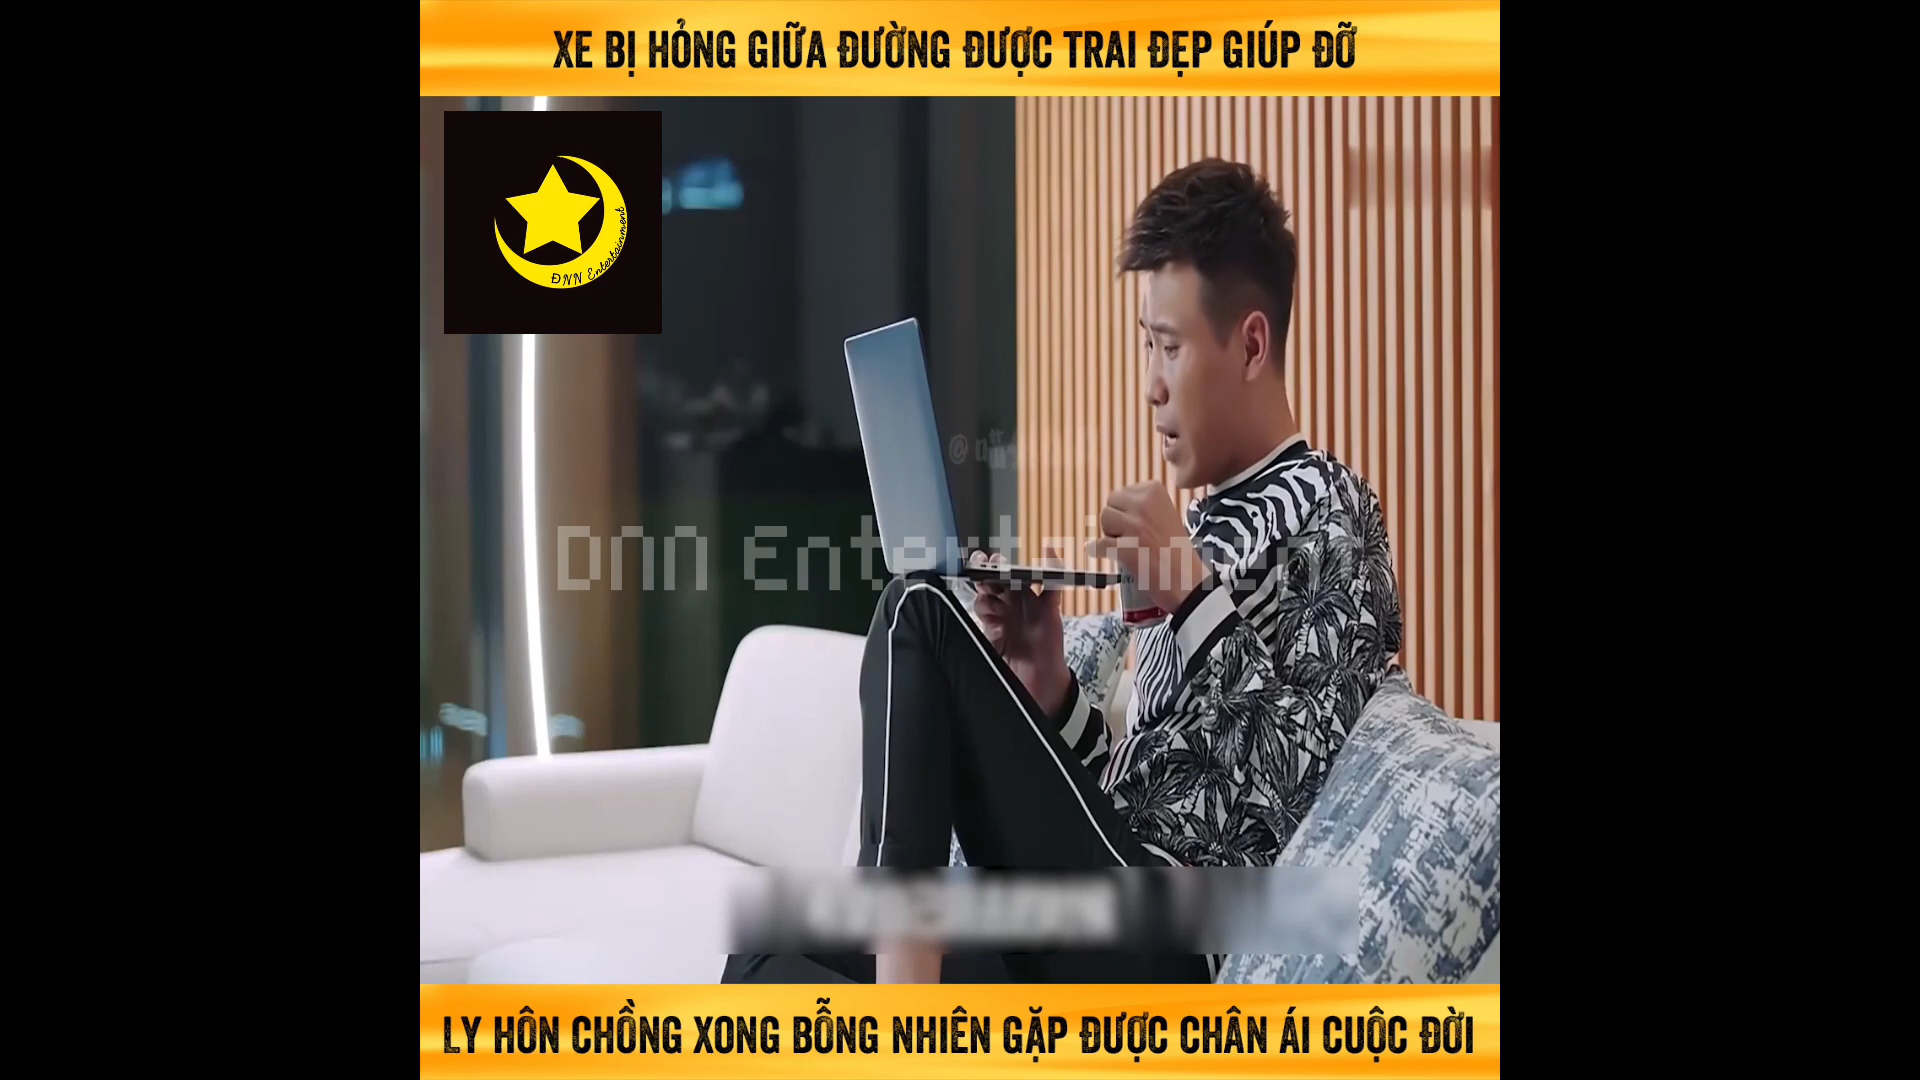 XE BỊ HỎNG GIỮA ĐƯỜNG ĐƯỢC TRAI ĐẸP GIÚP ĐỠ
ĐNN Entertainment
DNN Entertainment
LY HÔN CHỒNG XONG BỖNG NHIÊN GẶP ĐƯỢC CHÂN ÁI CUỘC ĐỜI